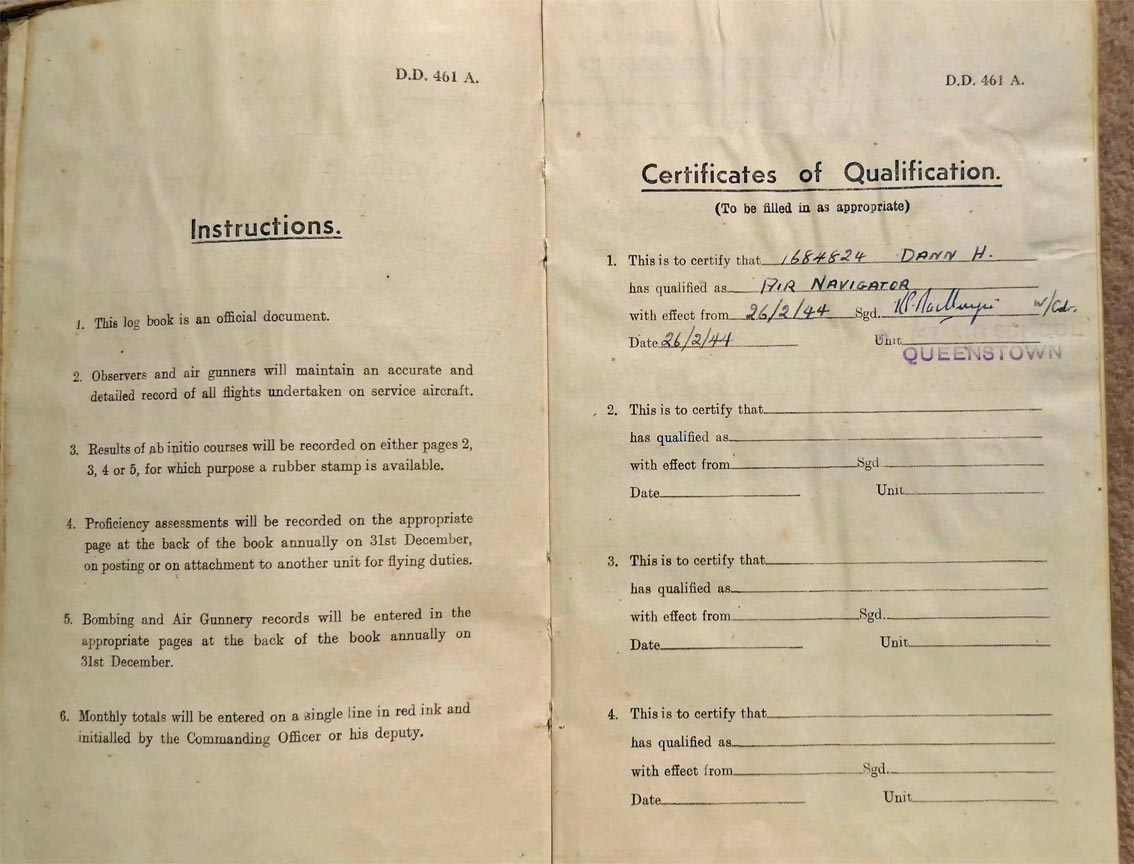 D.D. 461 A.
Instructions.
1. This log book is an official document.
2. Observers and air gunners will maintain an accurate and
detailed record of all flights undertaken on service aircraft.
3. Results of ab initio courses will be recorded on either pages 2,
3, 4 or 5, for which purpose a rubber stamp is available.
4. Proficiency assessments will be recorded on the appropriate
page at the back of the book annually on 31st December,
on posting or on attachment to another unit for flying duties.
5. Bombing and Air Gunnery records will be entered in the
appropriate pages at the back of the book annually on
31st December.
6. Monthly totals will be entered on a single line in red ink and
initialled by the Commanding Officer or his deputy.
D.D. 461 A.
Certificates of Qualification.
(To be filled in as appropriate)
1. This is to certify that 1684824 DANN H.
has qualified as AIR NAVIGATOR
with effect from 26/2/44 Sgd. W/Cdr.
Date 26/2/44 Unit
SCHOOL
QUEENSTOWN
2. This is to certify that
has qualified as
with effect from Sgd
Date Unit
3. This is to certify that
has qualified as
with effect from Sgd.
Date Unit
4. This is to certify that
has qualified as
with effect from Sgd.
Date Unit